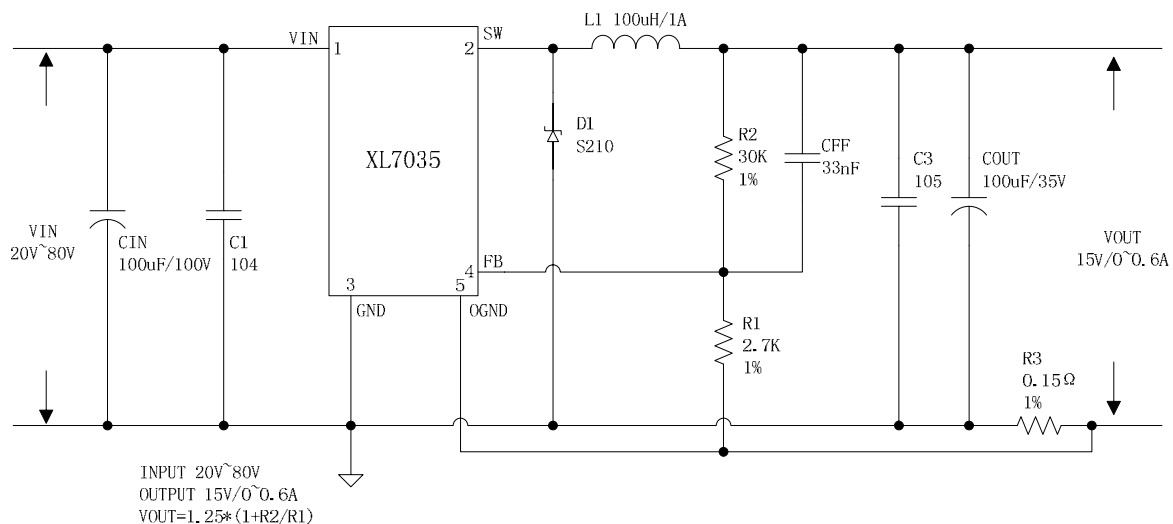 L1 100uH/1A
VIN
1
2
SW
XL7035
D1
S210
R2
30K
1%
CFF
33nF
C3
105
COUT
100uF/35V
VIN
20V~80V
CIN
100uF/100V
C1
104
VOUT
15V/0~0.6A
4
FB
3
5
GND
OGND
R1
2.7K
1%
R3
0.15Ω
1%
INPUT 20V~80V
OUTPUT 15V/0~0.6A
VOUT=1.25*(1+R2/R1)